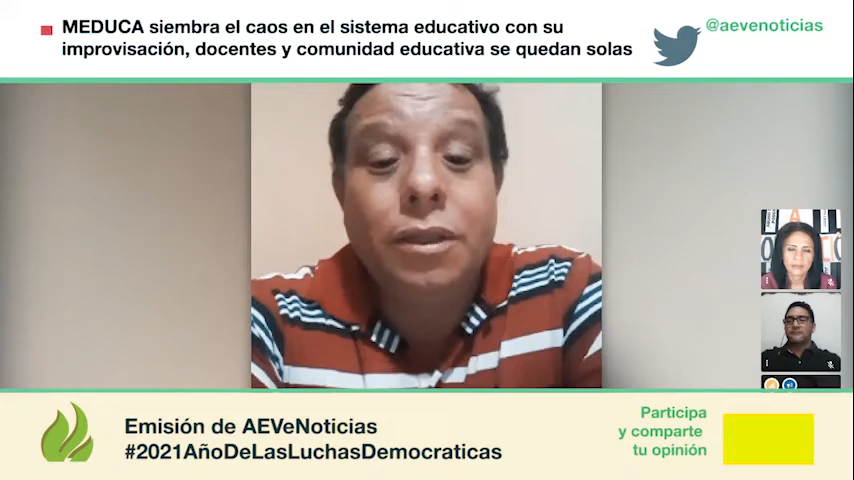 MEDUCA siembra el caos en el sistema educativo con su
improvisación, docentes y comunidad educativa se quedan solas
@aevenoticias
Emisión de AEVeNoticias
#2021AñoDeLasLuchasDemocraticas
Participa
y comparte
tu opinión